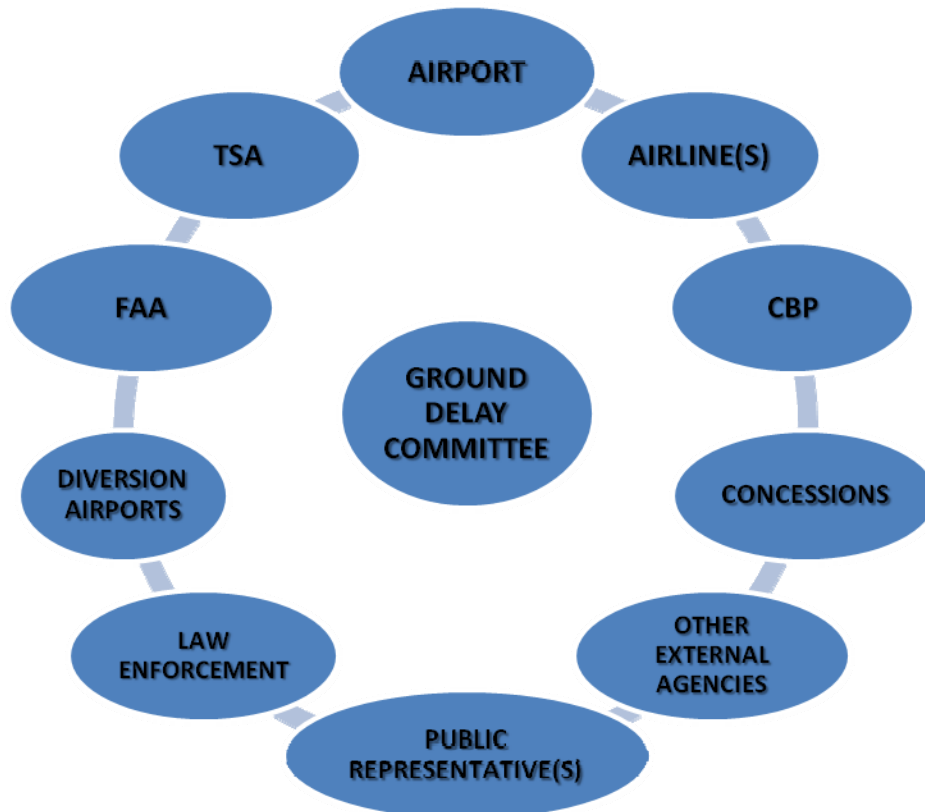 AIRPORT
TSA
AIRLINE(S)
FAA
CBP
GROUND
DELAY
COMMITTEE
DIVERSION
AIRPORTS
CONCESSIONS
LAW
ENFORCEMENT
OTHER
EXTERNAL
AGENCIES
PUBLIC
REPRESENTATIVE(S)